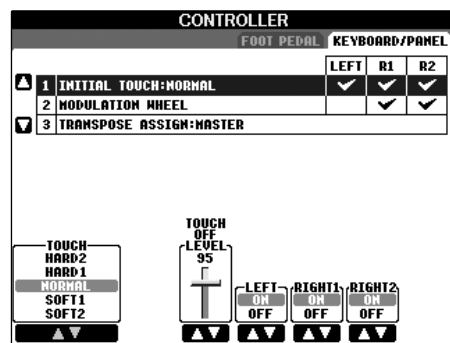 CONTROLLER
FOOT PEDAL KEYBOARD/PANEL
LEFT R1 R2
1 INITIAL TOUCH:NORMAL
2 MODULATION WHEEL
3 TRANSPOSE ASSIGN:MASTER
TOUCH
OFF
LEVEL
95
TOUCH
HARD2
HARD1
NORMAL
SOFT1
SOFT2
LEFT RIGHT1 RIGHT2
ON ON ON
OFF OFF OFF